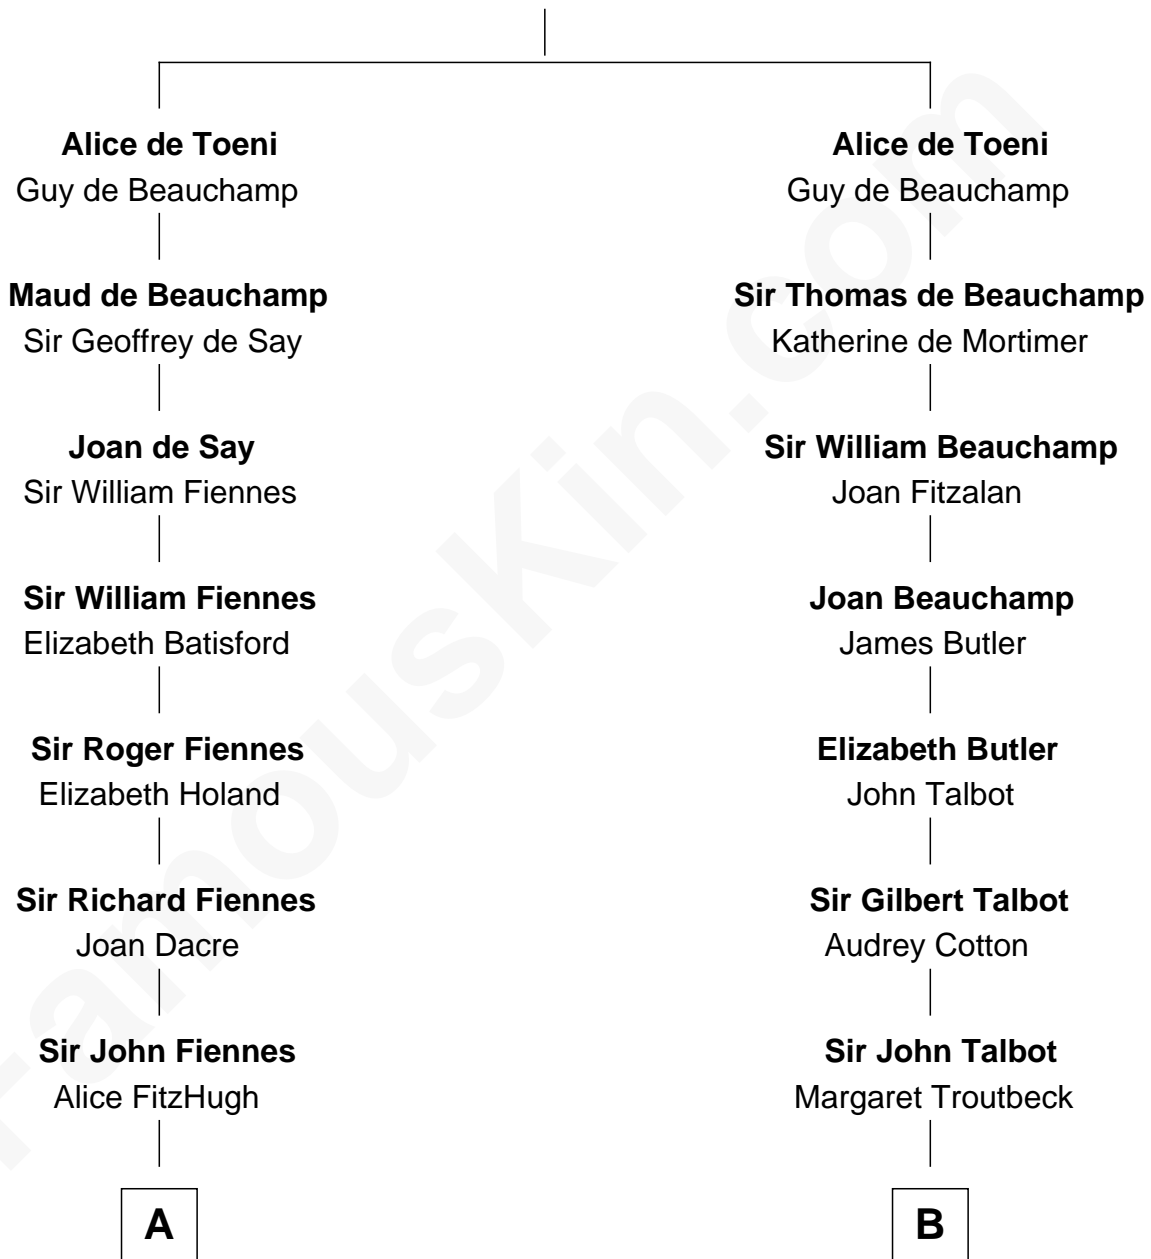 Alice de Toeni
Guy de Beauchamp
Maud de Beauchamp
Sir Geoffrey de Say
Joan de Say
Sir William Fiennes
Sir William Fiennes
Elizabeth Batisford
Sir Roger Fiennes
Elizabeth Holand
Sir Richard Fiennes
Joan Dacre
Sir John Fiennes
Alice FitzHugh
A
Alice de Toeni
Guy de Beauchamp
Sir Thomas de Beauchamp
Katherine de Mortimer
Sir William Beauchamp
Joan Fitzalan
Joan Beauchamp
James Butler
Elizabeth Butler
John Talbot
Sir Gilbert Talbot
Audrey Cotton
Sir John Talbot
Margaret Troutbeck
B
FamousKin.com